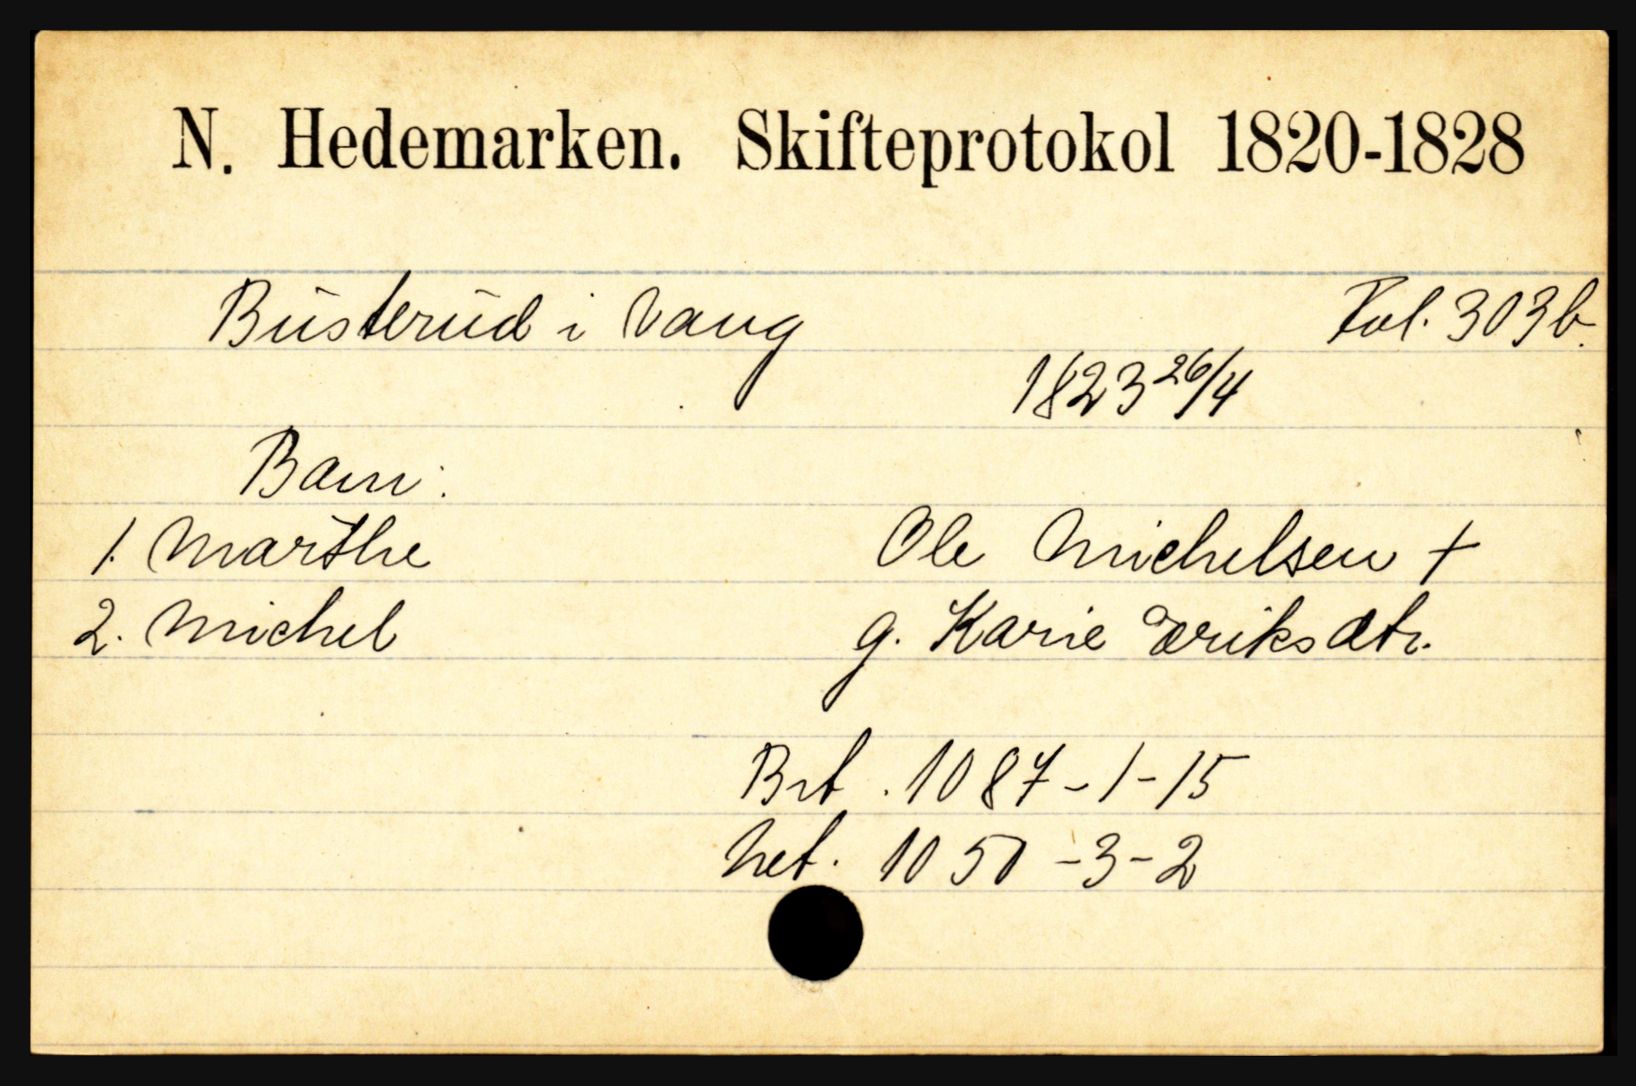 N. Hedemarken. Skifteprotokol 1820-1828
Busterud i Vang Fol. 303b.
1823 26/4
Barn:
1. Marthe Ole Michelsen +
2. Michel g. Karie Eriksdtr.
Brt. 1087-1-15
Net. 1050-3-2